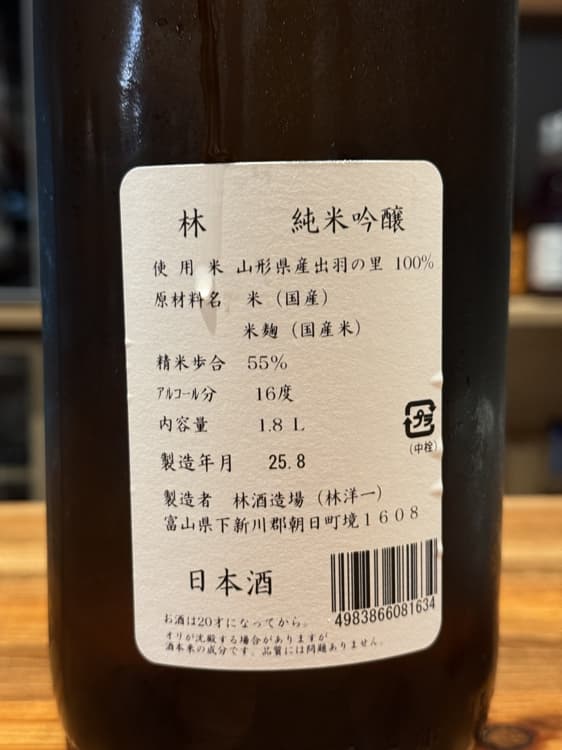 林 純米吟醸
使用米 山形県産出羽の里 100%
原材料名 米（国産）
米麹（国産米）
精米歩合 55%
アルコール分 16度
内容量 1.8 L
プラ
(中栓)
製造年月 25.8
製造者 林酒造場（林洋一）
富山県下新川郡朝日町境1608
日本酒
4983866081634
お酒は20才になってから。
オリが沈殿する場合がありますが
酒本来の成分です。品質には問題ありません。